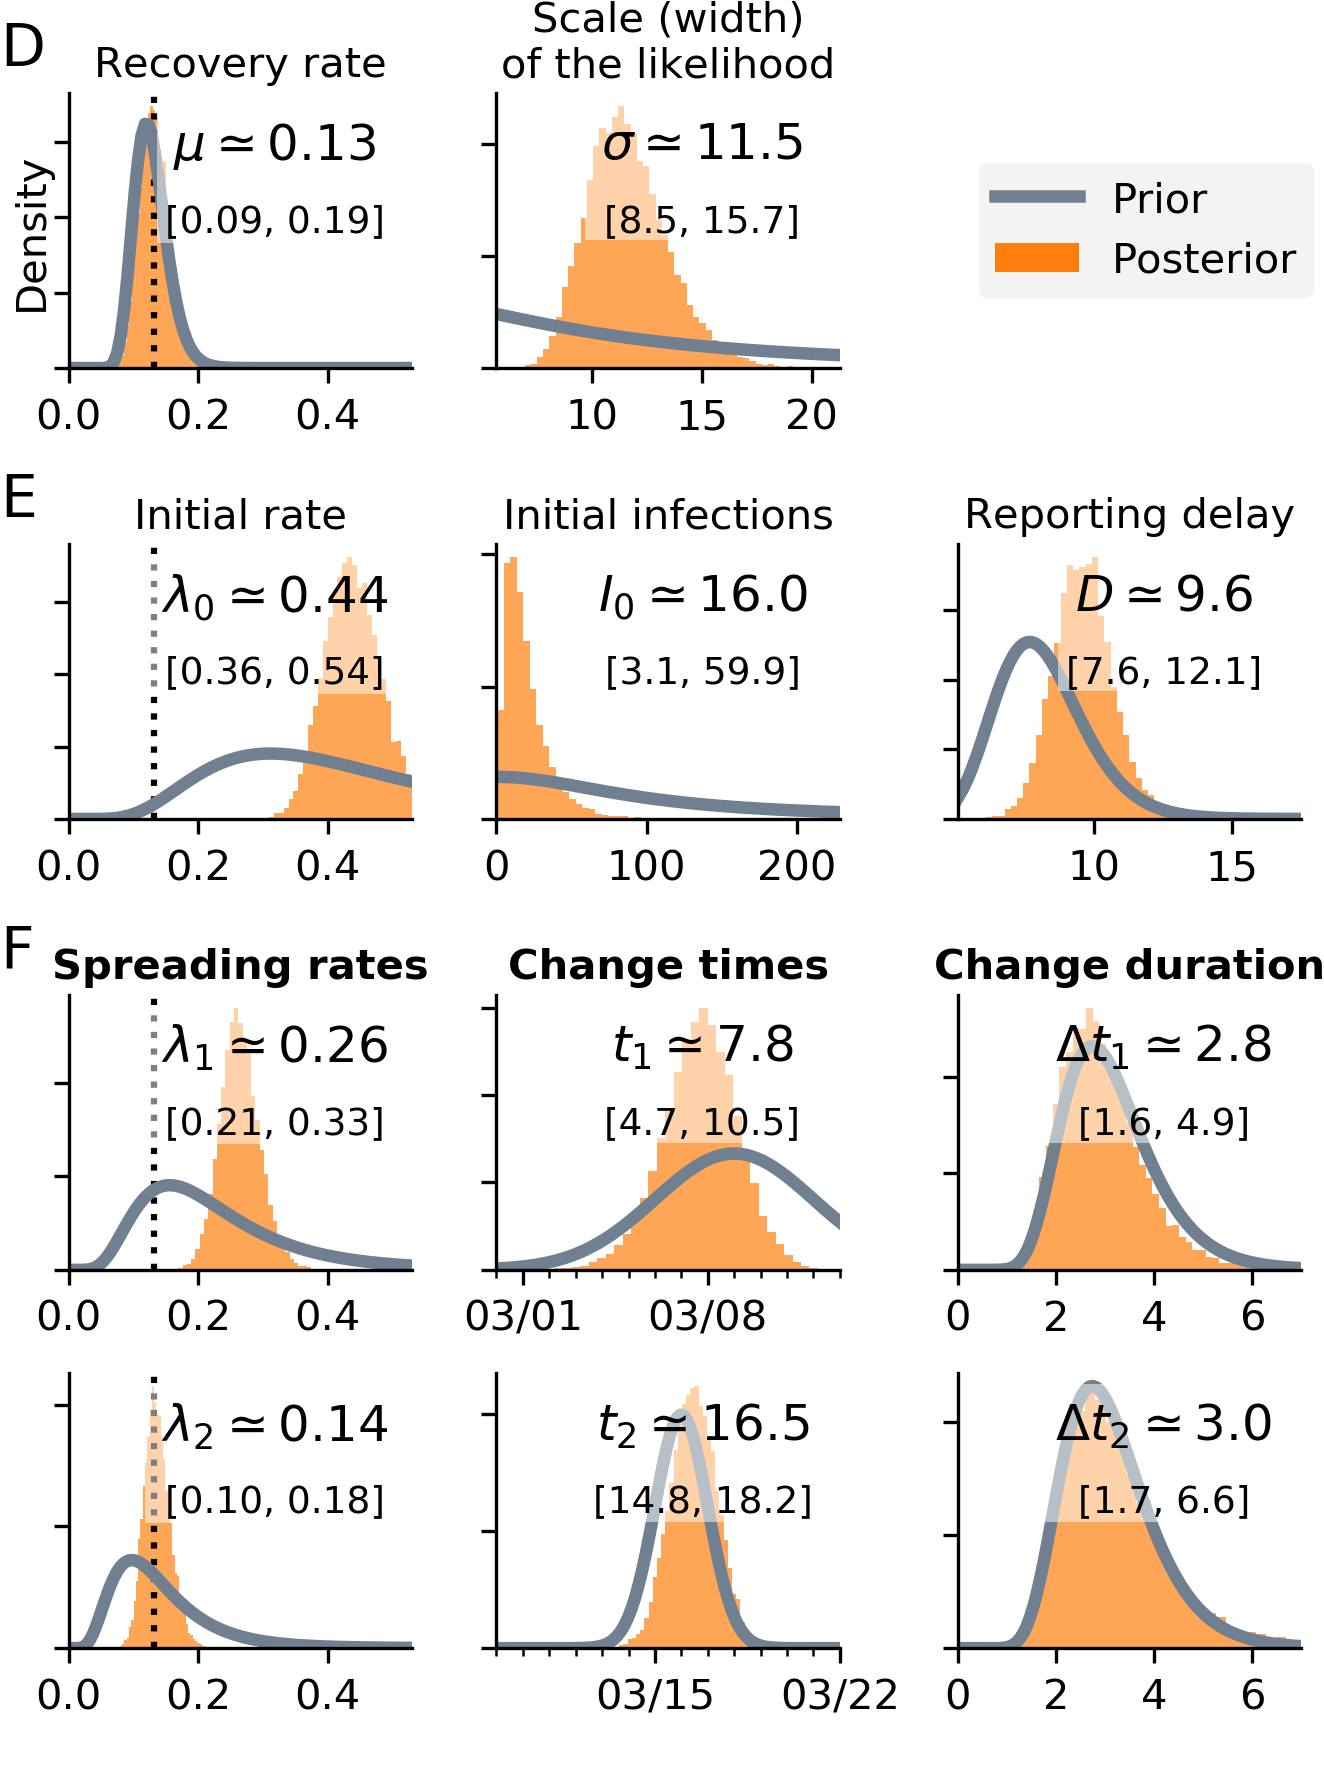 D
Recovery rate
Scale (width)
of the likelihood
Density
μ ≃ 0.13
[0.09, 0.19]
0.0 0.2 0.4
σ ≃ 11.5
[8.5, 15.7]
10 15 20
Prior
Posterior
E
Initial rate
λ₀ ≃ 0.44
[0.36, 0.54]
0.0 0.2 0.4
Initial infections
I₀ ≃ 16.0
[3.1, 59.9]
0 100 200
Reporting delay
D ≃ 9.6
[7.6, 12.1]
10 15
F
Spreading rates
λ₁ ≃ 0.26
[0.21, 0.33]
0.0 0.2 0.4
Change times
t₁ ≃ 7.8
[4.7, 10.5]
03/01 03/08
Change duration
Δt₁ ≃ 2.8
[1.6, 4.9]
0 2 4 6
λ₂ ≃ 0.14
[0.10, 0.18]
0.0 0.2 0.4
t₂ ≃ 16.5
[14.8, 18.2]
03/15 03/22
Δt₂ ≃ 3.0
[1.7, 6.6]
0 2 4 6